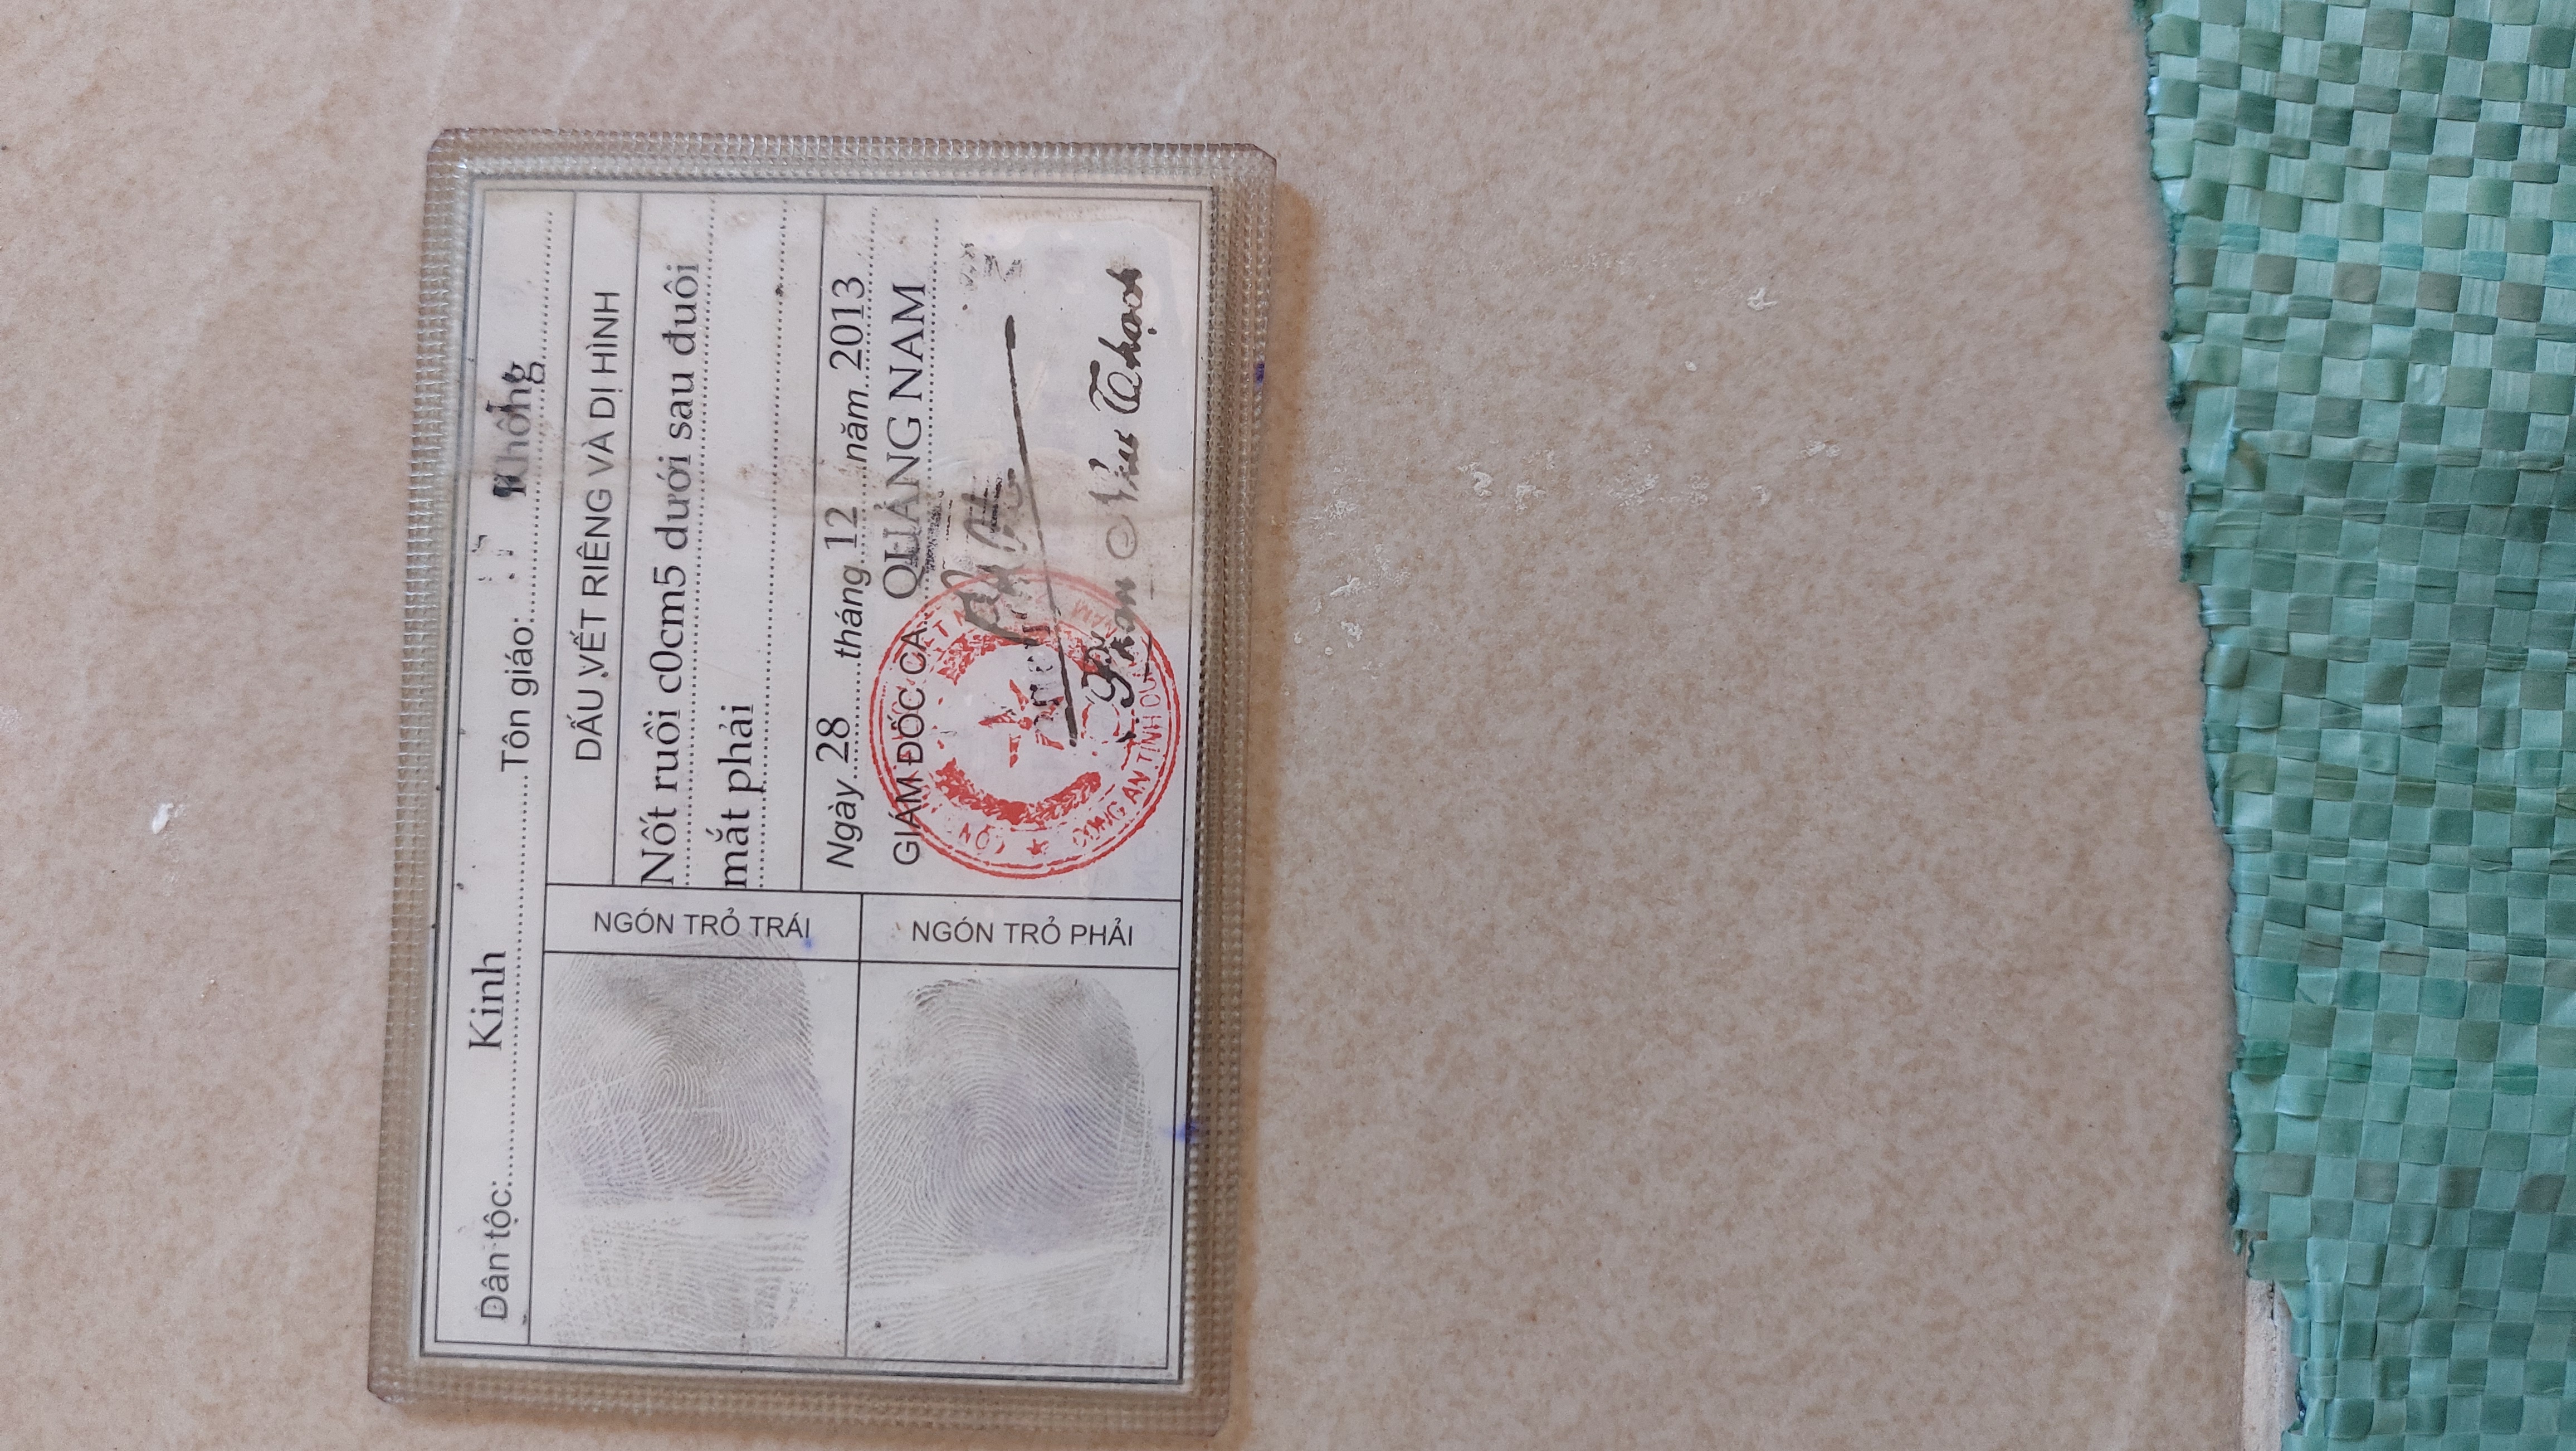 Dân tộc: Kinh Tôn giáo: Không
NGÓN TRỎ TRÁI
DẤU VẾT RIÊNG VÀ DỊ HÌNH
Nốt ruồi c0cm5 dưới sau đuôi
mắt phải
Ngày 28 tháng 12 năm 2013
GIÁM ĐỐC CA QUẢNG NAM
NGÓN TRỎ PHẢI
CÔNG AN TỈNH
Phan Như Thạch